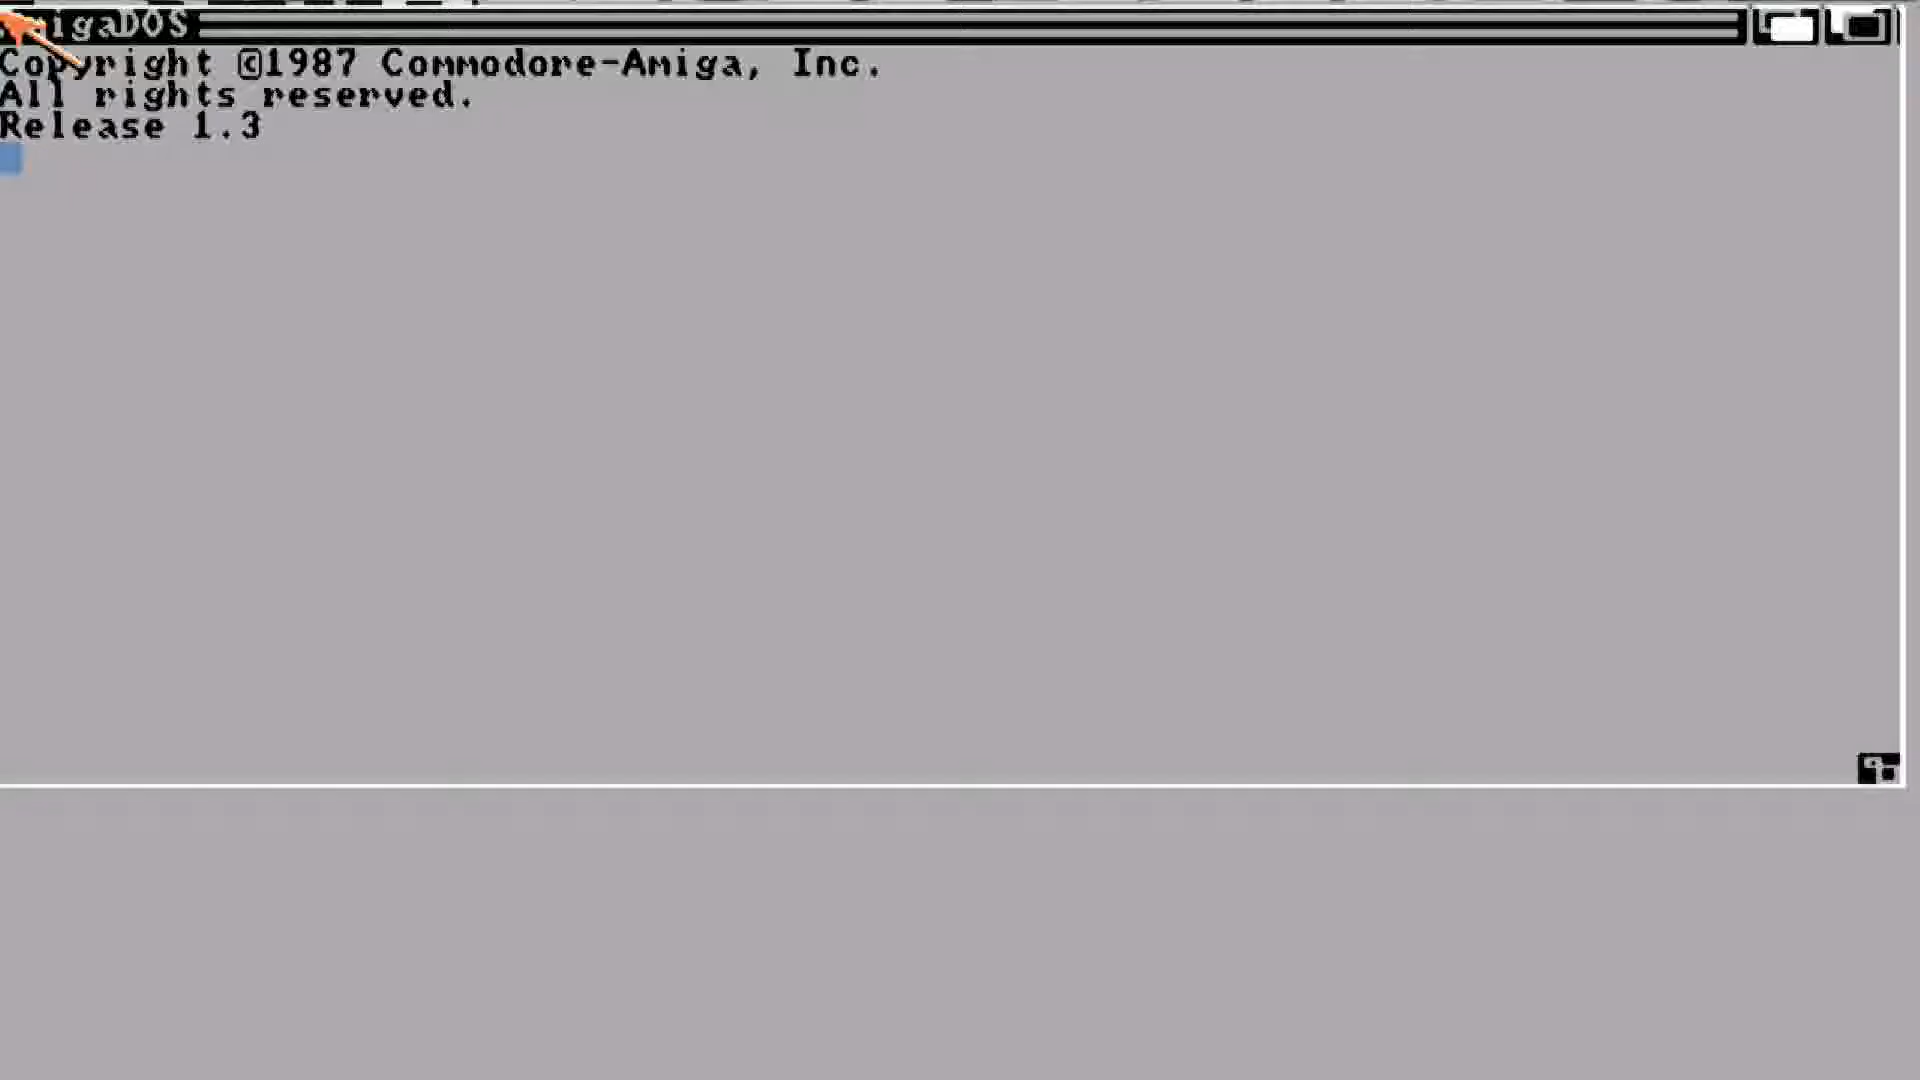 AmigaDOS
Copyright ©1987 Commodore-Amiga, Inc.
All rights reserved.
Release 1.3